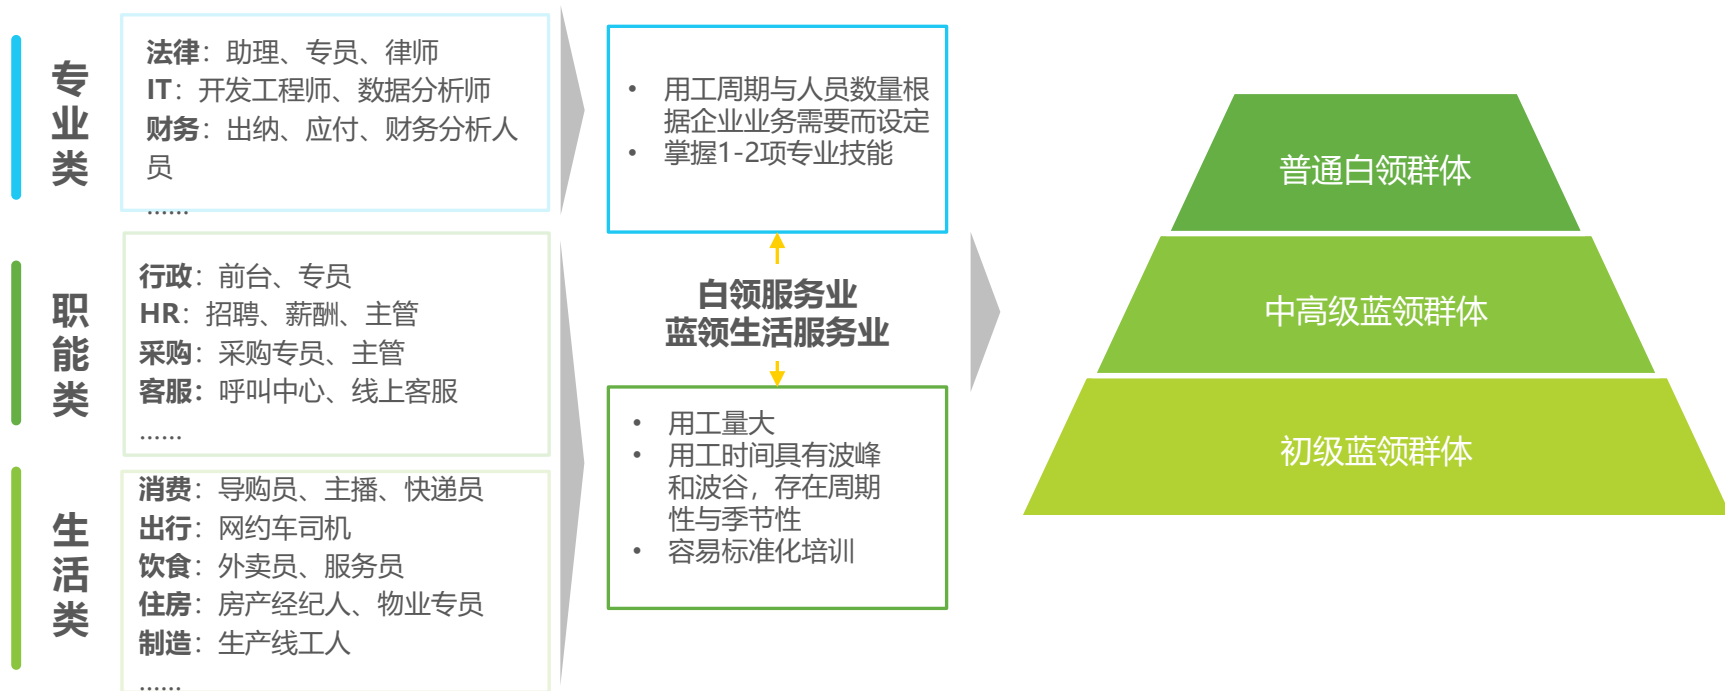 专业类
法律：助理、专员、律师
IT：开发工程师、数据分析师
财务：出纳、应付、财务分析人
员
……
职能类
行政：前台、专员
HR：招聘、薪酬、主管
采购：采购专员、主管
客服：呼叫中心、线上客服
……
生活类
消费：导购员、主播、快递员
出行：网约车司机
饮食：外卖员、服务员
住房：房产经纪人、物业专员
制造：生产线工人
……
• 用工周期与人员数量根
据企业业务需要而设定
• 掌握1-2项专业技能
白领服务业
蓝领生活服务业
• 用工量大
• 用工时间具有波峰
和波谷，存在周期
性与季节性
• 容易标准化培训
普通白领群体
中高级蓝领群体
初级蓝领群体